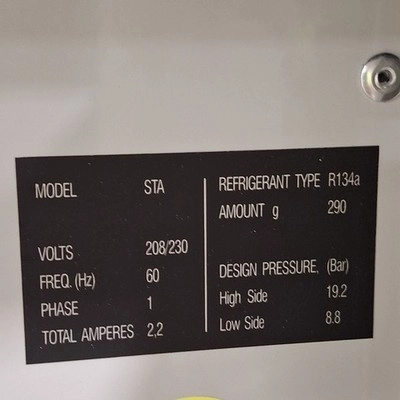 MODEL STA
VOLTS 208/230
FREQ. (Hz) 60
PHASE 1
TOTAL AMPERES 2,2
REFRIGERANT TYPE R134a
AMOUNT g 290
DESIGN PRESSURE, (Bar)
High Side 19.2
Low Side 8.8